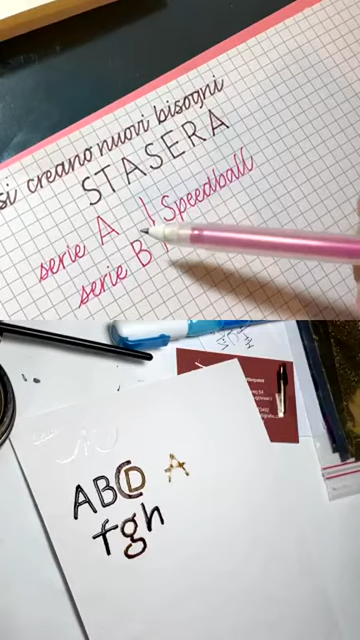 si creano nuovi bisogni
STASERA
serie A Speedball
serie B
ABCD A
fgh